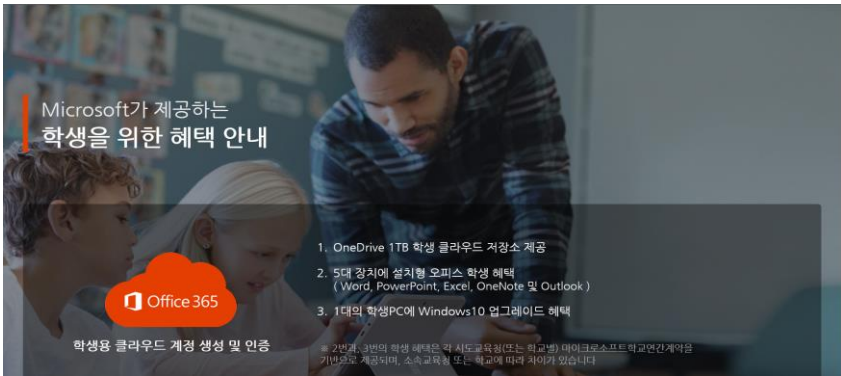 Microsoft가 제공하는
학생을 위한 혜택 안내
1. OneDrive 1TB 학생 클라우드 저장소 제공
2. 5대 장치에 설치형 오피스 학생 혜택
( Word, PowerPoint, Excel, OneNote 및 Outlook )
3. 1대의 학생PC에 Windows10 업그레이드 혜택
Office 365
학생용 클라우드 계정 생성 및 인증
※ 2번과, 3번의 학생 혜택은 각 시도교육청(또는 학교별) 마이크로소프트학교연간계약을
기반으로 제공되며, 소속교육청 또는 학교에 따라 차이가 있습니다